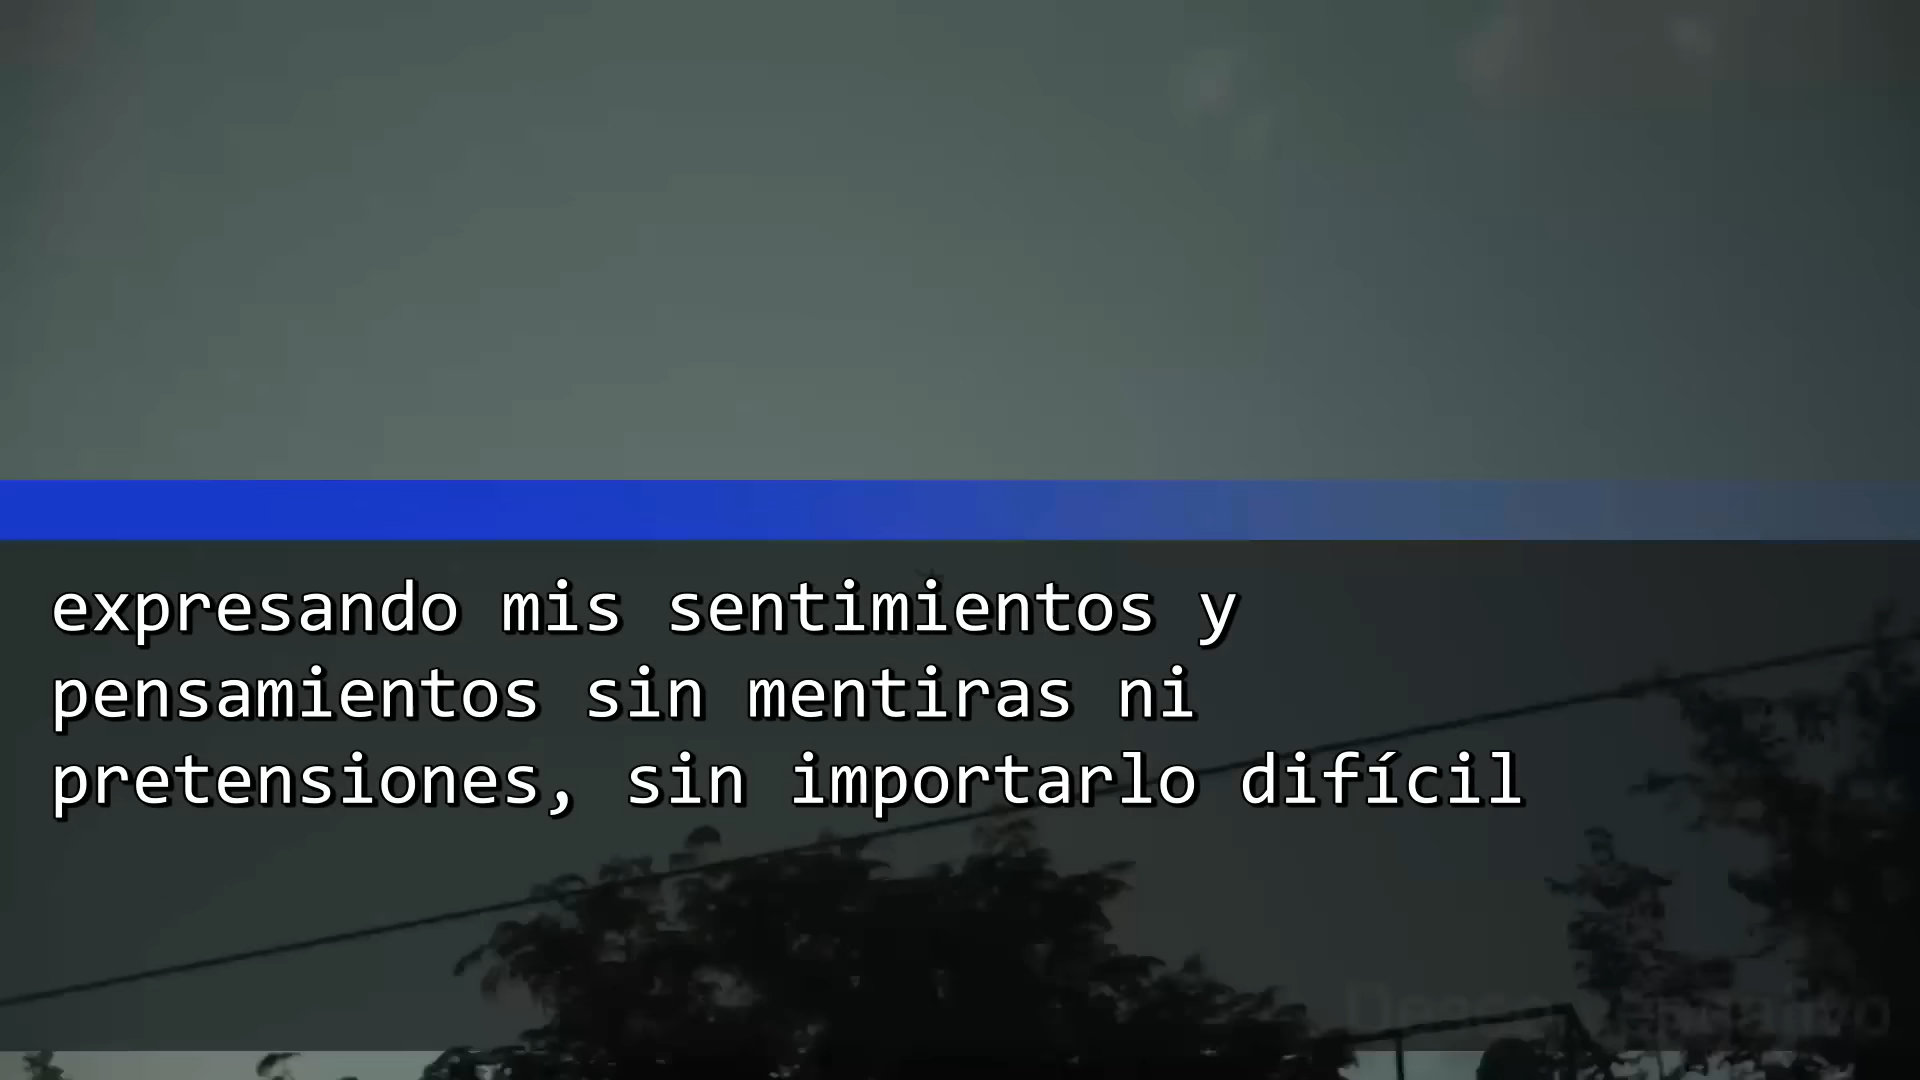 expresando mis sentimientos y
pensamientos sin mentiras ni
pretensiones, sin importarlo difícil